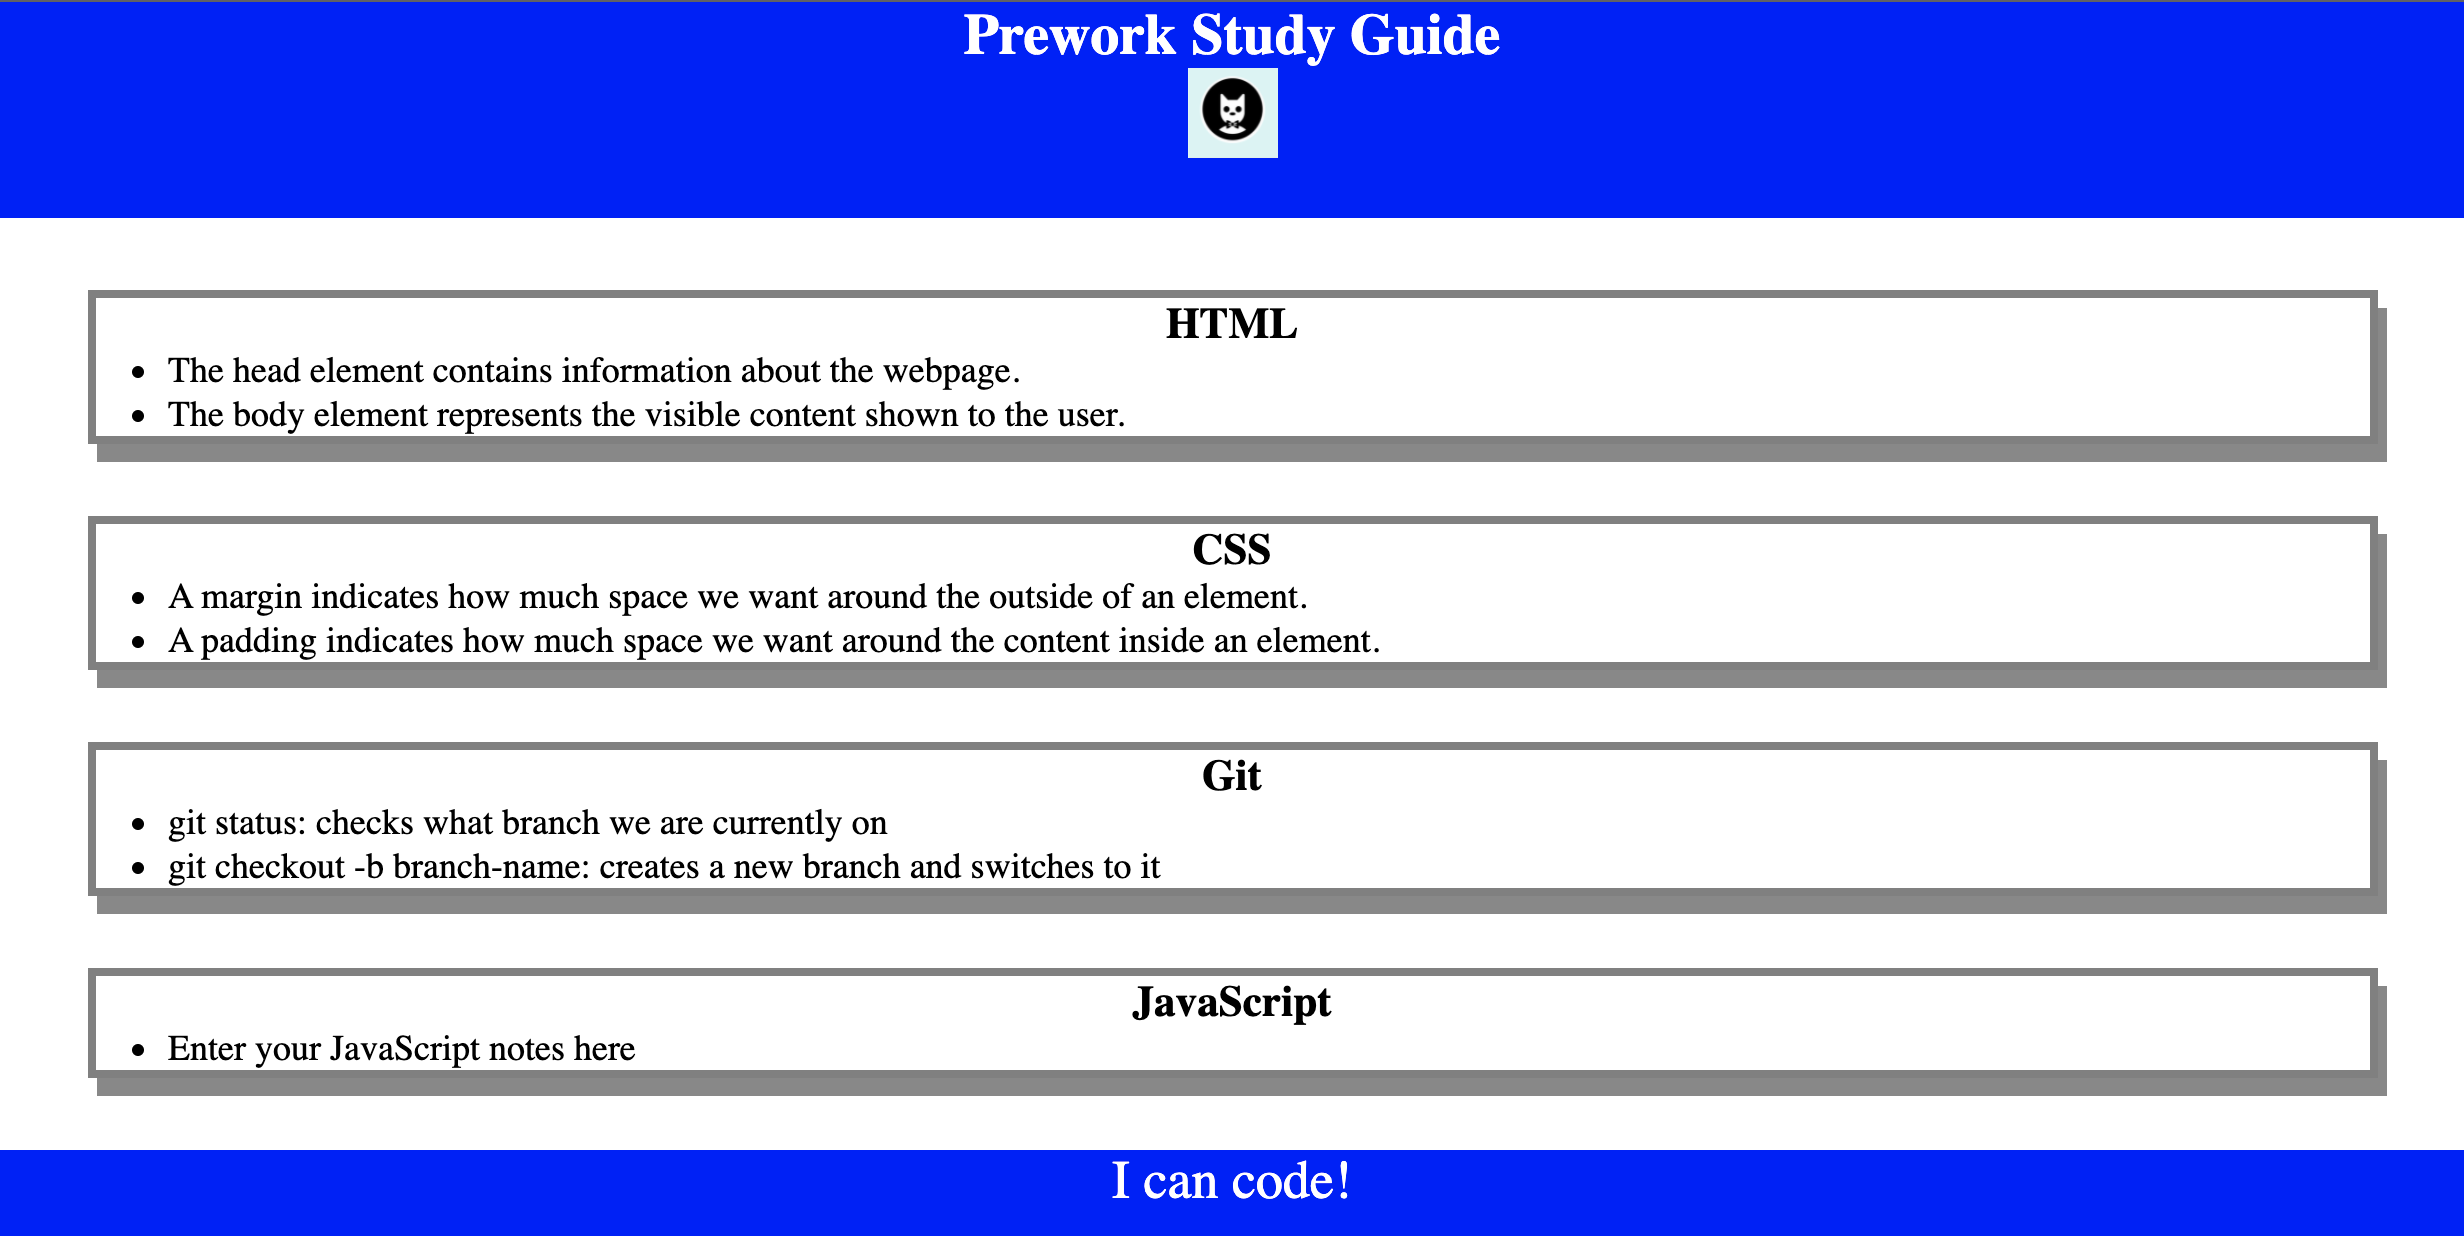 Prework Study Guide
HTML
The head element contains information about the webpage.
The body element represents the visible content shown to the user.
CSS
A margin indicates how much space we want around the outside of an element.
A padding indicates how much space we want around the content inside an element.
Git
git status: checks what branch we are currently on
git checkout -b branch-name: creates a new branch and switches to it
JavaScript
Enter your JavaScript notes here
I can code!